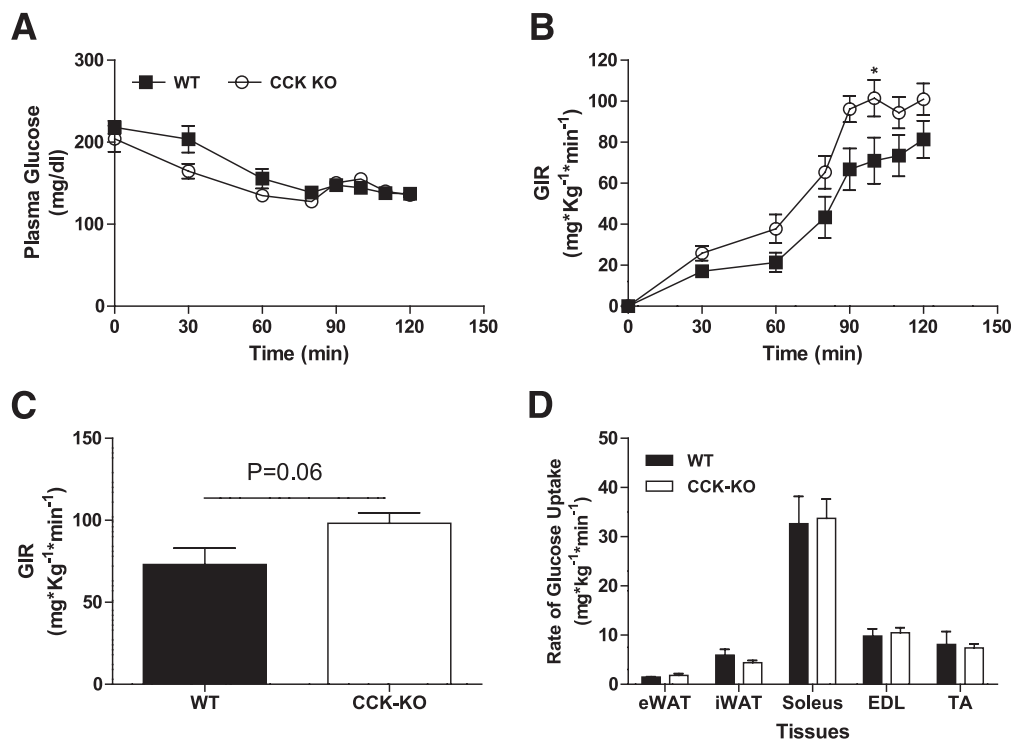 A
Plasma Glucose
(mg/dl)
300
200
100
0
WT
CCK KO
0 30 60 80 90 120 150
Time (min)
B
GIR
(mg*Kg-1*min-1)
120
100
80
60
40
20
0
*
0 30 60 90 120 150
Time (min)
C
GIR
(mg*Kg-1*min-1)
150
100
50
0
P=0.06
WT CCK-KO
D
Rate of Glucose Uptake
(mg*kg-1*min-1)
50
40
30
20
10
0
WT
CCK-KO
eWAT iWAT Soleus EDL TA
Tissues